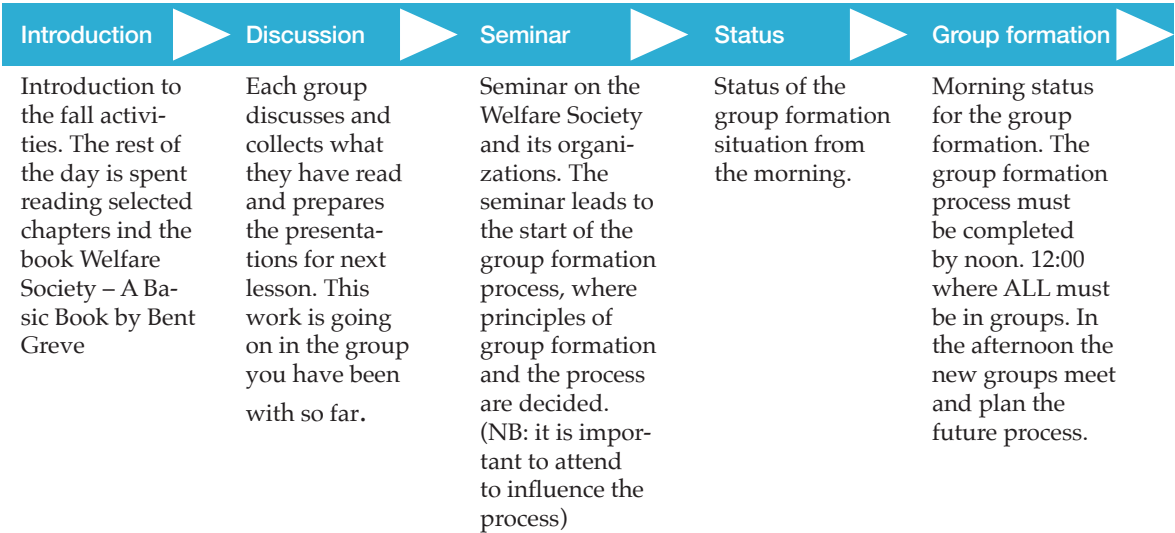 Introduction
Discussion
Seminar
Status
Group formation
Introduction to
the fall activi-
ties. The rest of
the day is spent
reading selected
chapters ind the
book Welfare
Society – A Ba-
sic Book by Bent
Greve
Each group
discusses and
collects what
they have read
and prepares
the presenta-
tions for next
lesson. This
work is going
on in the group
you have been
with so far.
Seminar on the
Welfare Society
and its organi-
zations. The
seminar leads to
the start of the
group formation
process, where
principles of
group formation
and the process
are decided.
(NB: it is impor-
tant to attend
to influence the
process)
Status of the
group formation
situation from
the morning.
Morning status
for the group
formation. The
group formation
process must
be completed
by noon. 12:00
where ALL must
be in groups. In
the afternoon the
new groups meet
and plan the
future process.